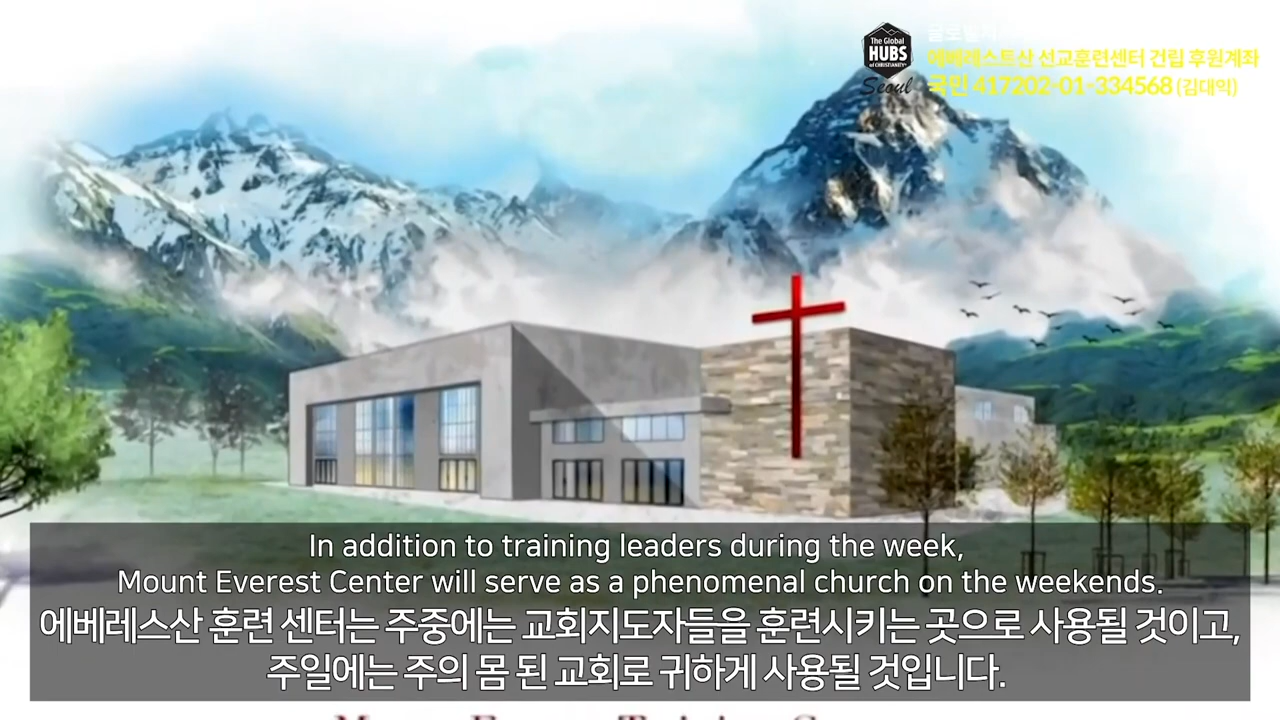 The Global
HUBS
of CHRISTIANITY
Seoul
에베레스트산 선교훈련센터 건립 후원계좌
국민 417202-01-334568 (김대익)
In addition to training leaders during the week,
Mount Everest Center will serve as a phenomenal church on the weekends.
에베레스산 훈련 센터는 주중에는 교회지도자들을 훈련시키는 곳으로 사용될 것이고,
주일에는 주의 몸 된 교회로 귀하게 사용될 것입니다.